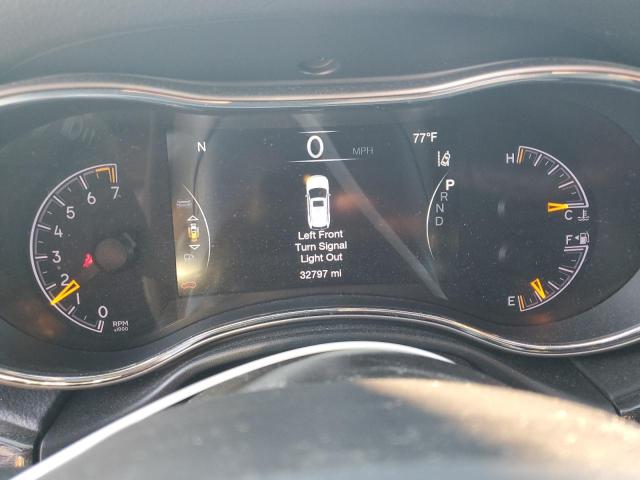 N
0 MPH
77°F
Left Front
Turn Signal
Light Out
32797 mi
P
R
N
D
7
6
5
4
3
2
1
0
RPM
x1000
H
C
F
E